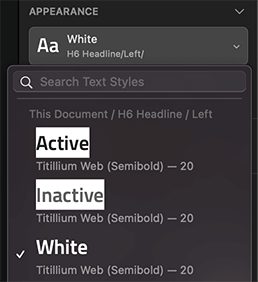 APPEARANCE
Aa
White
H6 Headline/Left/
Search Text Styles
This Document / H6 Headline / Left
Active
Titillium Web (Semibold) — 20
Inactive
Titillium Web (Semibold) — 20
White
Titillium Web (Semibold) — 20